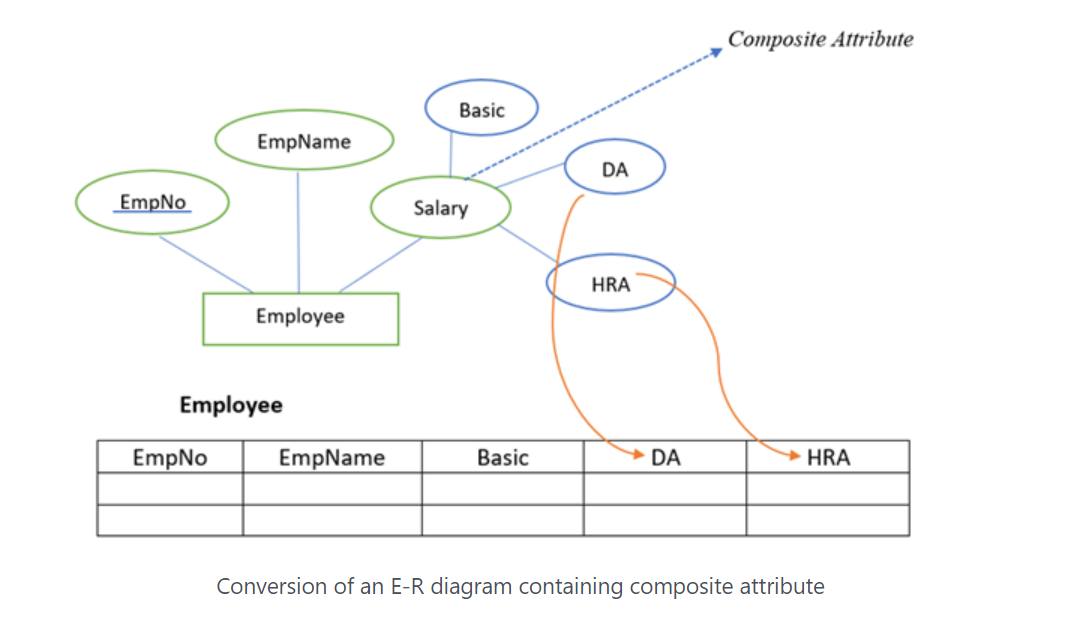 Composite Attribute
Basic
EmpName
DA
EmpNo
Salary
HRA
Employee
Employee
EmpNo EmpName Basic DA HRA
Conversion of an E-R diagram containing composite attribute